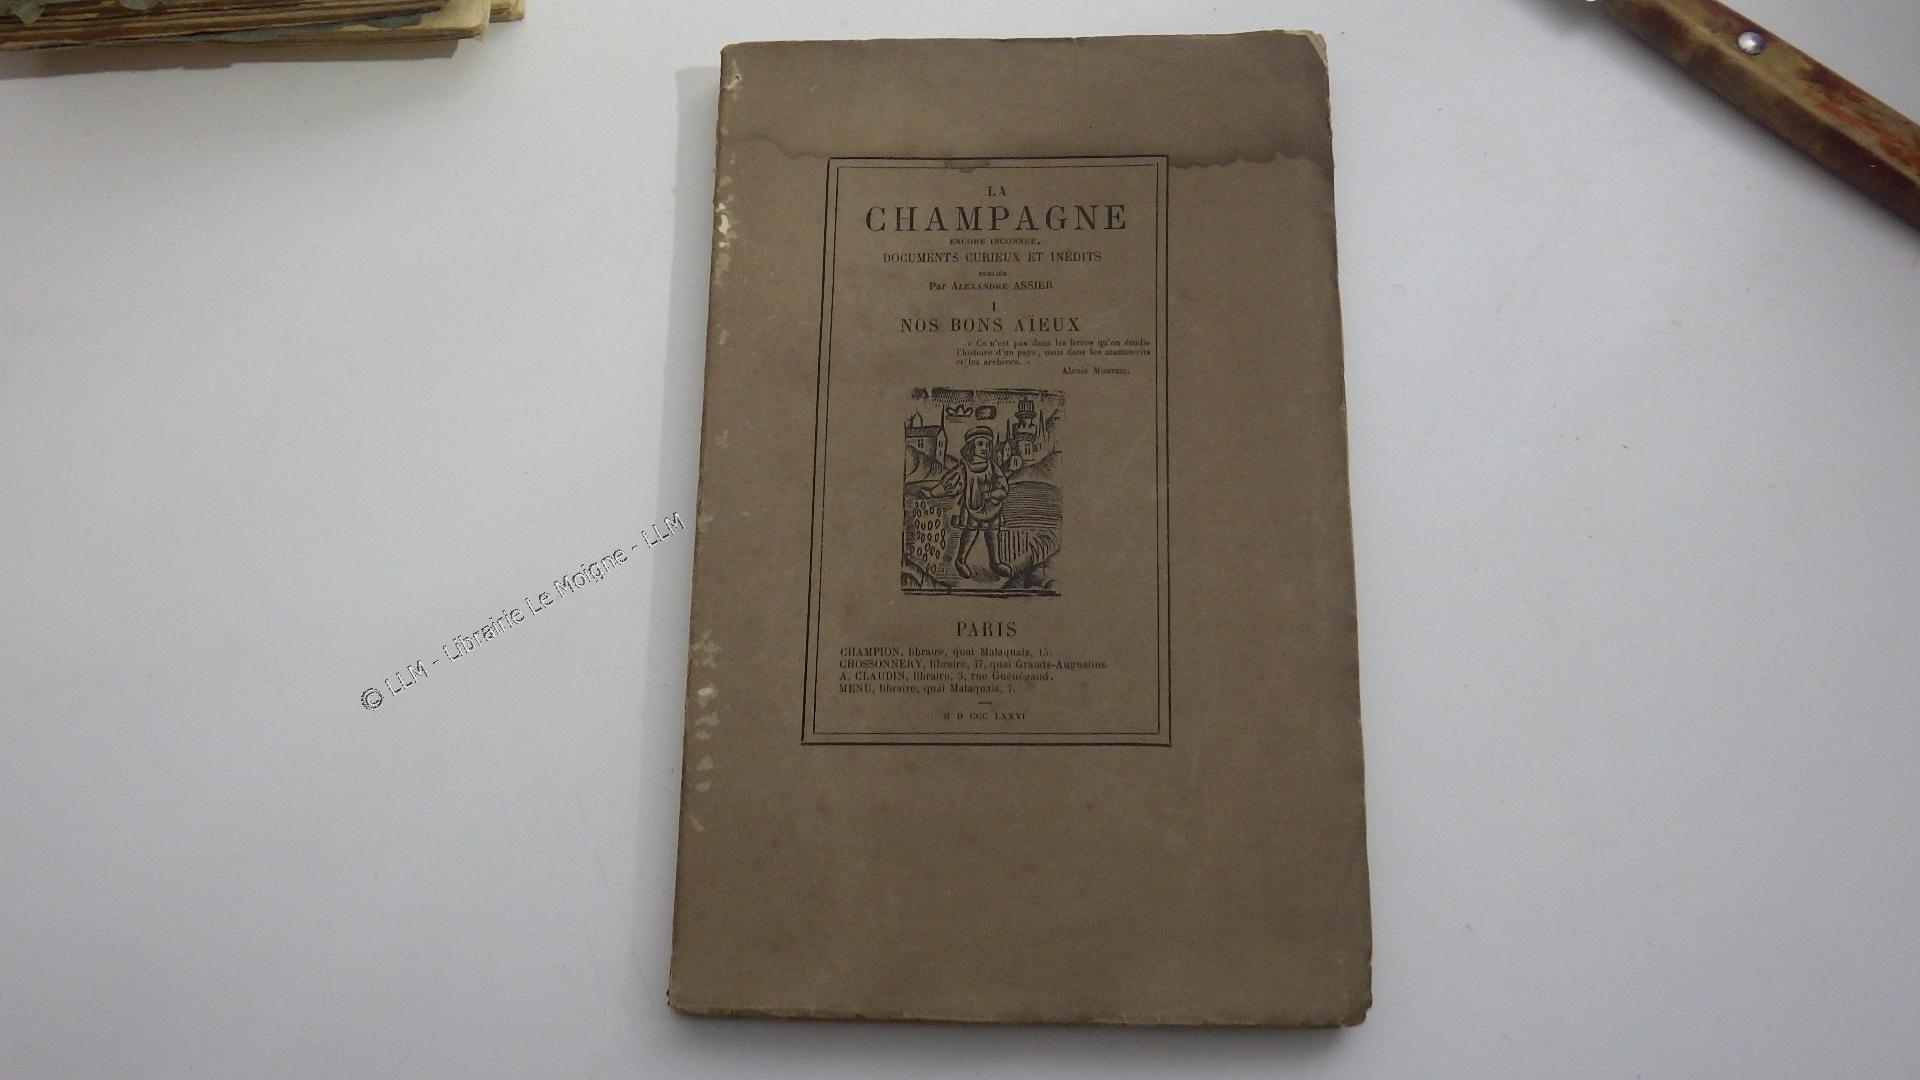 LA
CHAMPAGNE
ENCORE INCONNUE,
DOCUMENTS CURIEUX ET INÉDITS
PUBLIÉS
Par ALEXANDRE ASSIER
I
NOS BONS AÏEUX
« Ce n'est pas dans les livres qu'on étudie
l'histoire d'un pays, mais dans les manuscrits
et les archives. »
Alexis MONTEIL.
PARIS
CHAMPION, libraire, quai Malaquais, 15.
CHOSSONNERY, libraire, 47, quai Grands-Augustins.
A. CLAUDIN, libraire, 3, rue Guénégaud.
MENU, libraire, quai Malaquais, 7.
M D CCC LXXVI
© LLM - Librairie Le Moigne - LLM